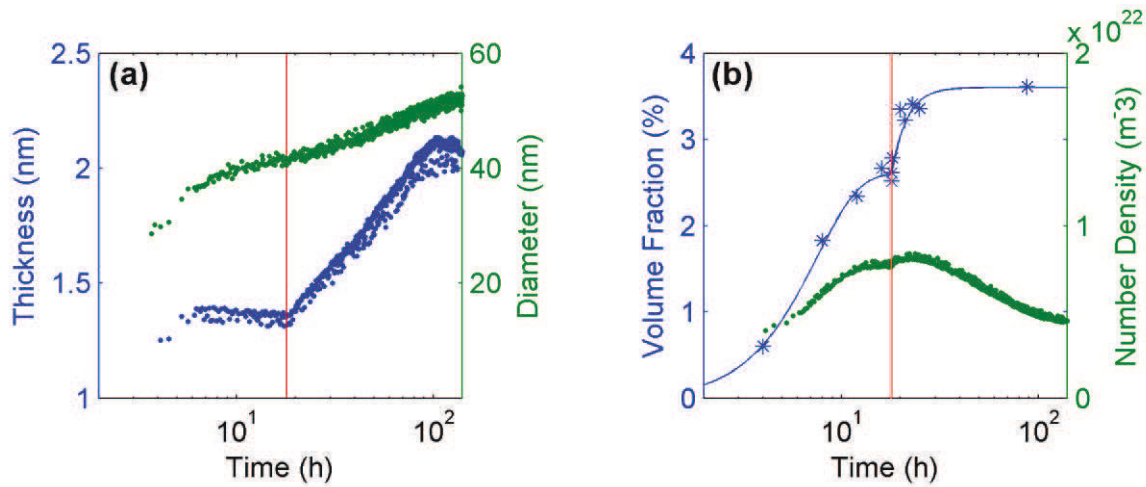 (a)
2.5
2
1.5
1
Thickness (nm)
60
40
20
Diameter (nm)
10^1
10^2
Time (h)
(b)
4
3
2
1
0
Volume Fraction (%)
x 10^22
2
1
0
Number Density (m^-3)
10^1
10^2
Time (h)